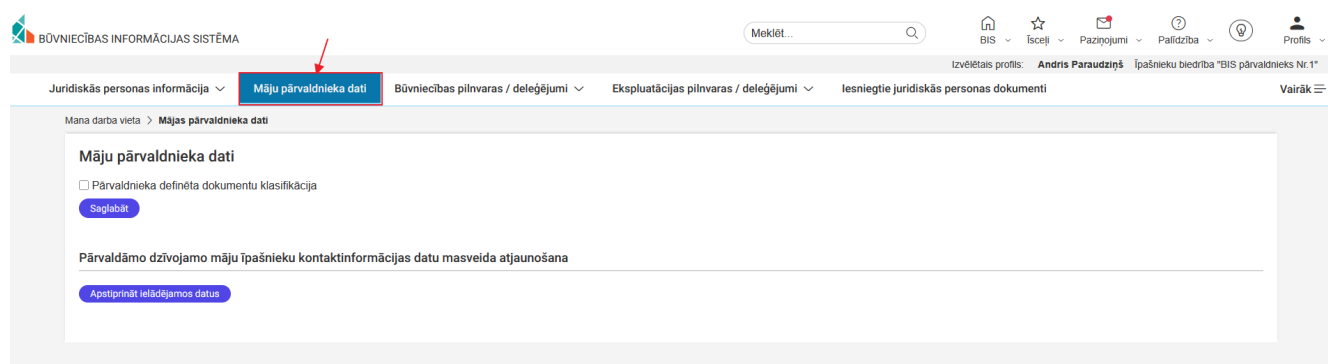 BŪVNIECĪBAS INFORMĀCIJAS SISTĒMA
Meklēt...
BIS Īsceļi Paziņojumi Palīdzība Profils
Izvēlētais profils: Andris Paraudziņš Īpašnieku biedrība "BIS pārvaldnieks Nr.1"
Juridiskās personas informācija Māju pārvaldnieka dati Būvniecības pilnvaras / deleģējumi Ekspluatācijas pilnvaras / deleģējumi Iesniegtie juridiskās personas dokumenti Vairāk
Mana darba vieta > Mājas pārvaldnieka dati
Māju pārvaldnieka dati
Pārvaldnieka definēta dokumentu klasifikācija
Saglabāt
Pārvaldāmo dzīvojamo māju īpašnieku kontaktinformācijas datu masveida atjaunošana
Apstiprināt ielādējamos datus